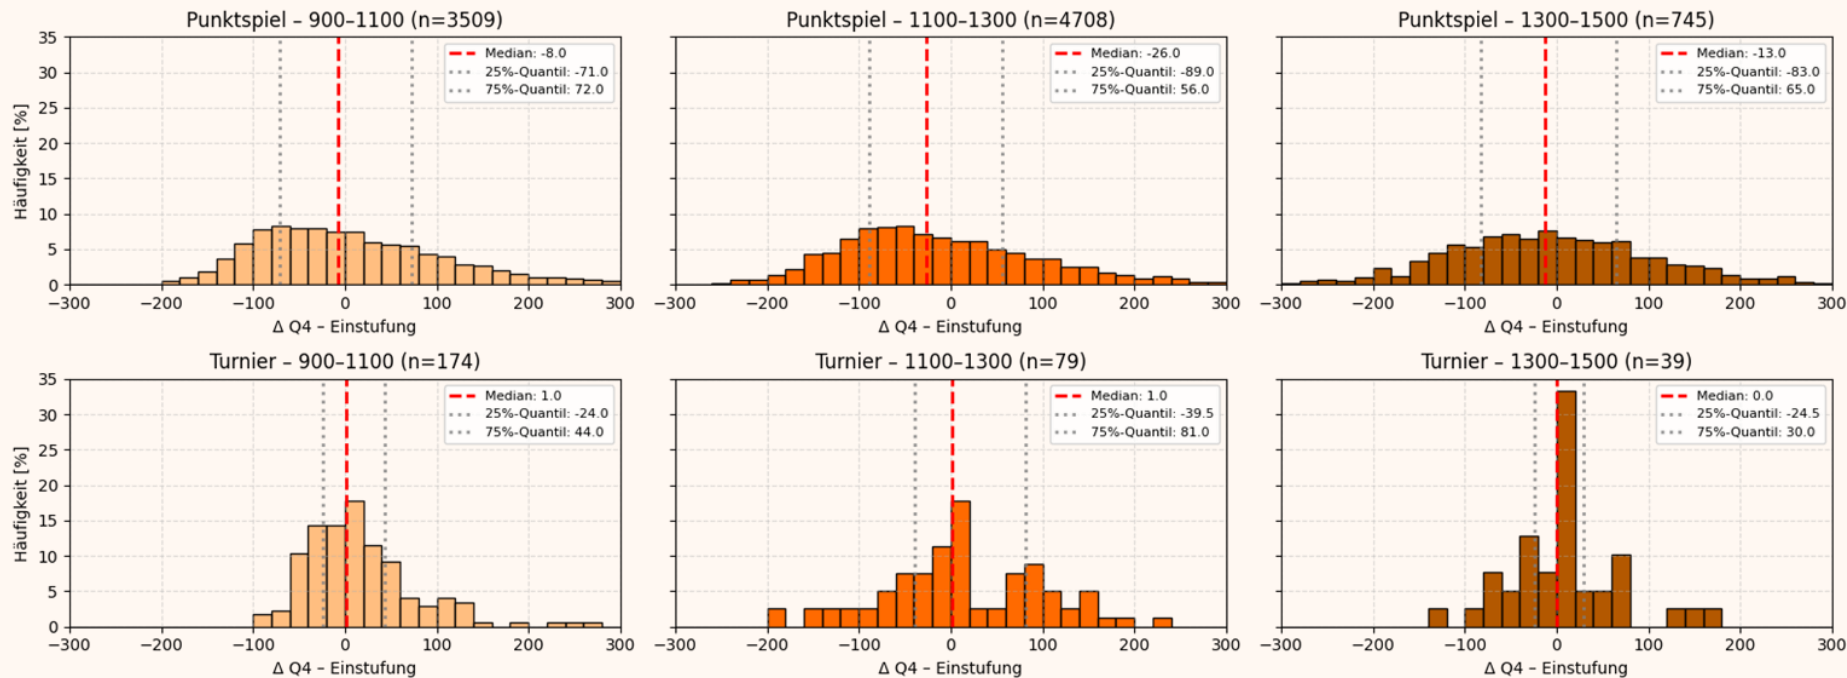 Punktspiel – 900–1100 (n=3509)
Median: -8.0
25%-Quantil: -71.0
75%-Quantil: 72.0
35
30
25
20
15
10
5
0
Häufigkeit [%]
−300
−200
−100
0
100
200
300
Δ Q4 – Einstufung
Punktspiel – 1100–1300 (n=4708)
Median: -26.0
25%-Quantil: -89.0
75%-Quantil: 56.0
−300
−200
−100
0
100
200
300
Δ Q4 – Einstufung
Punktspiel – 1300–1500 (n=745)
Median: -13.0
25%-Quantil: -83.0
75%-Quantil: 65.0
−300
−200
−100
0
100
200
300
Δ Q4 – Einstufung
Turnier – 900–1100 (n=174)
Median: 1.0
25%-Quantil: -24.0
75%-Quantil: 44.0
35
30
25
20
15
10
5
0
Häufigkeit [%]
−300
−200
−100
0
100
200
300
Δ Q4 – Einstufung
Turnier – 1100–1300 (n=79)
Median: 1.0
25%-Quantil: -39.5
75%-Quantil: 81.0
−300
−200
−100
0
100
200
300
Δ Q4 – Einstufung
Turnier – 1300–1500 (n=39)
Median: 0.0
25%-Quantil: -24.5
75%-Quantil: 30.0
−300
−200
−100
0
100
200
300
Δ Q4 – Einstufung